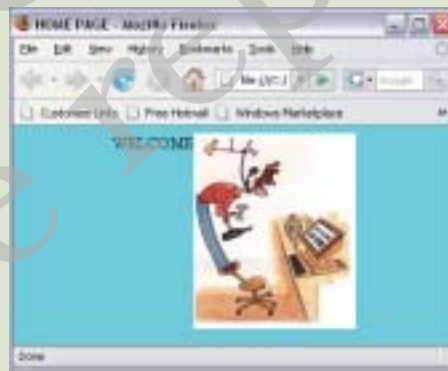 HOME PAGE - Mozilla Firefox
File Edit View History Bookmarks Tools Help
file:///C:/
Customize Links Free Hotmail Windows Marketplace
WELCOME
Done